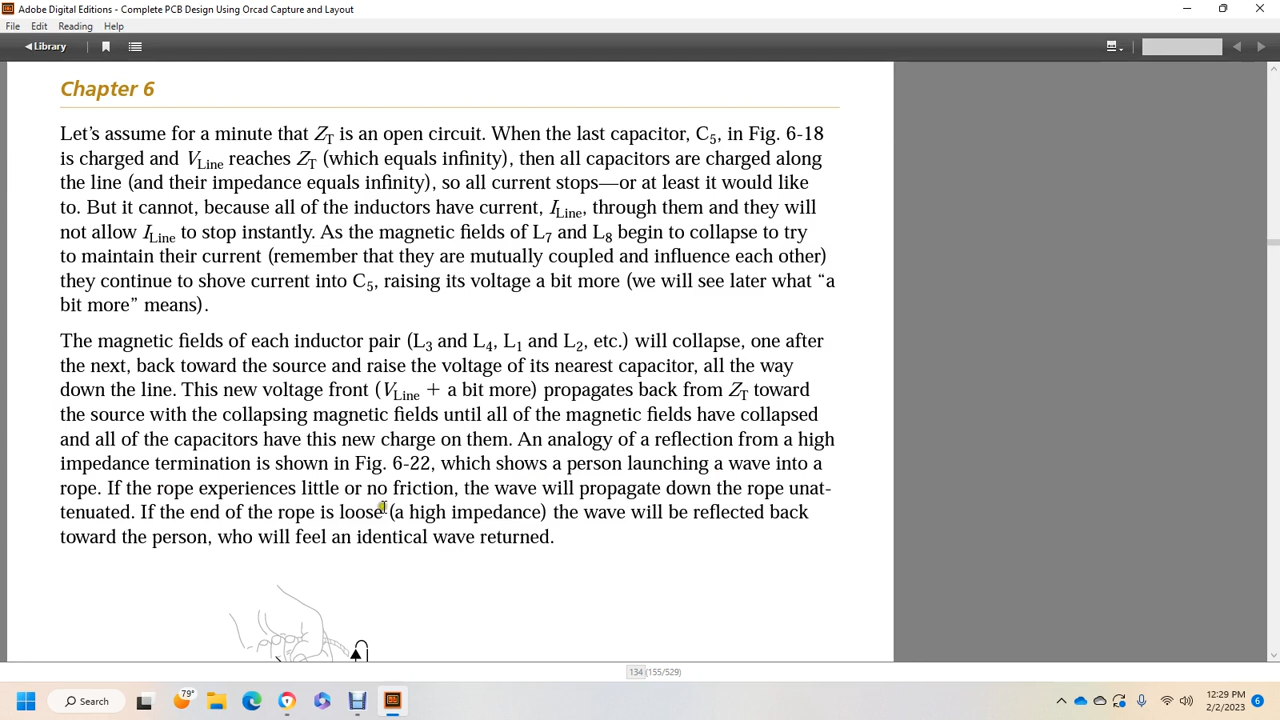 Adobe Digital Editions - Complete PCB Design Using Orcad Capture and Layout
File Edit Reading Help
Library
Chapter 6
Let’s assume for a minute that ZT is an open circuit. When the last capacitor, C5, in Fig. 6-18
is charged and VLine reaches ZT (which equals infinity), then all capacitors are charged along
the line (and their impedance equals infinity), so all current stops—or at least it would like
to. But it cannot, because all of the inductors have current, ILine, through them and they will
not allow ILine to stop instantly. As the magnetic fields of L7 and L8 begin to collapse to try
to maintain their current (remember that they are mutually coupled and influence each other)
they continue to shove current into C5, raising its voltage a bit more (we will see later what “a
bit more” means).
The magnetic fields of each inductor pair (L3 and L4, L1 and L2, etc.) will collapse, one after
the next, back toward the source and raise the voltage of its nearest capacitor, all the way
down the line. This new voltage front (VLine + a bit more) propagates back from ZT toward
the source with the collapsing magnetic fields until all of the magnetic fields have collapsed
and all of the capacitors have this new charge on them. An analogy of a reflection from a high
impedance termination is shown in Fig. 6-22, which shows a person launching a wave into a
rope. If the rope experiences little or no friction, the wave will propagate down the rope unat-
tenuated. If the end of the rope is loose (a high impedance) the wave will be reflected back
toward the person, who will feel an identical wave returned.
134 (155/529)
Search
79°
12:29 PM
2/2/2023
6